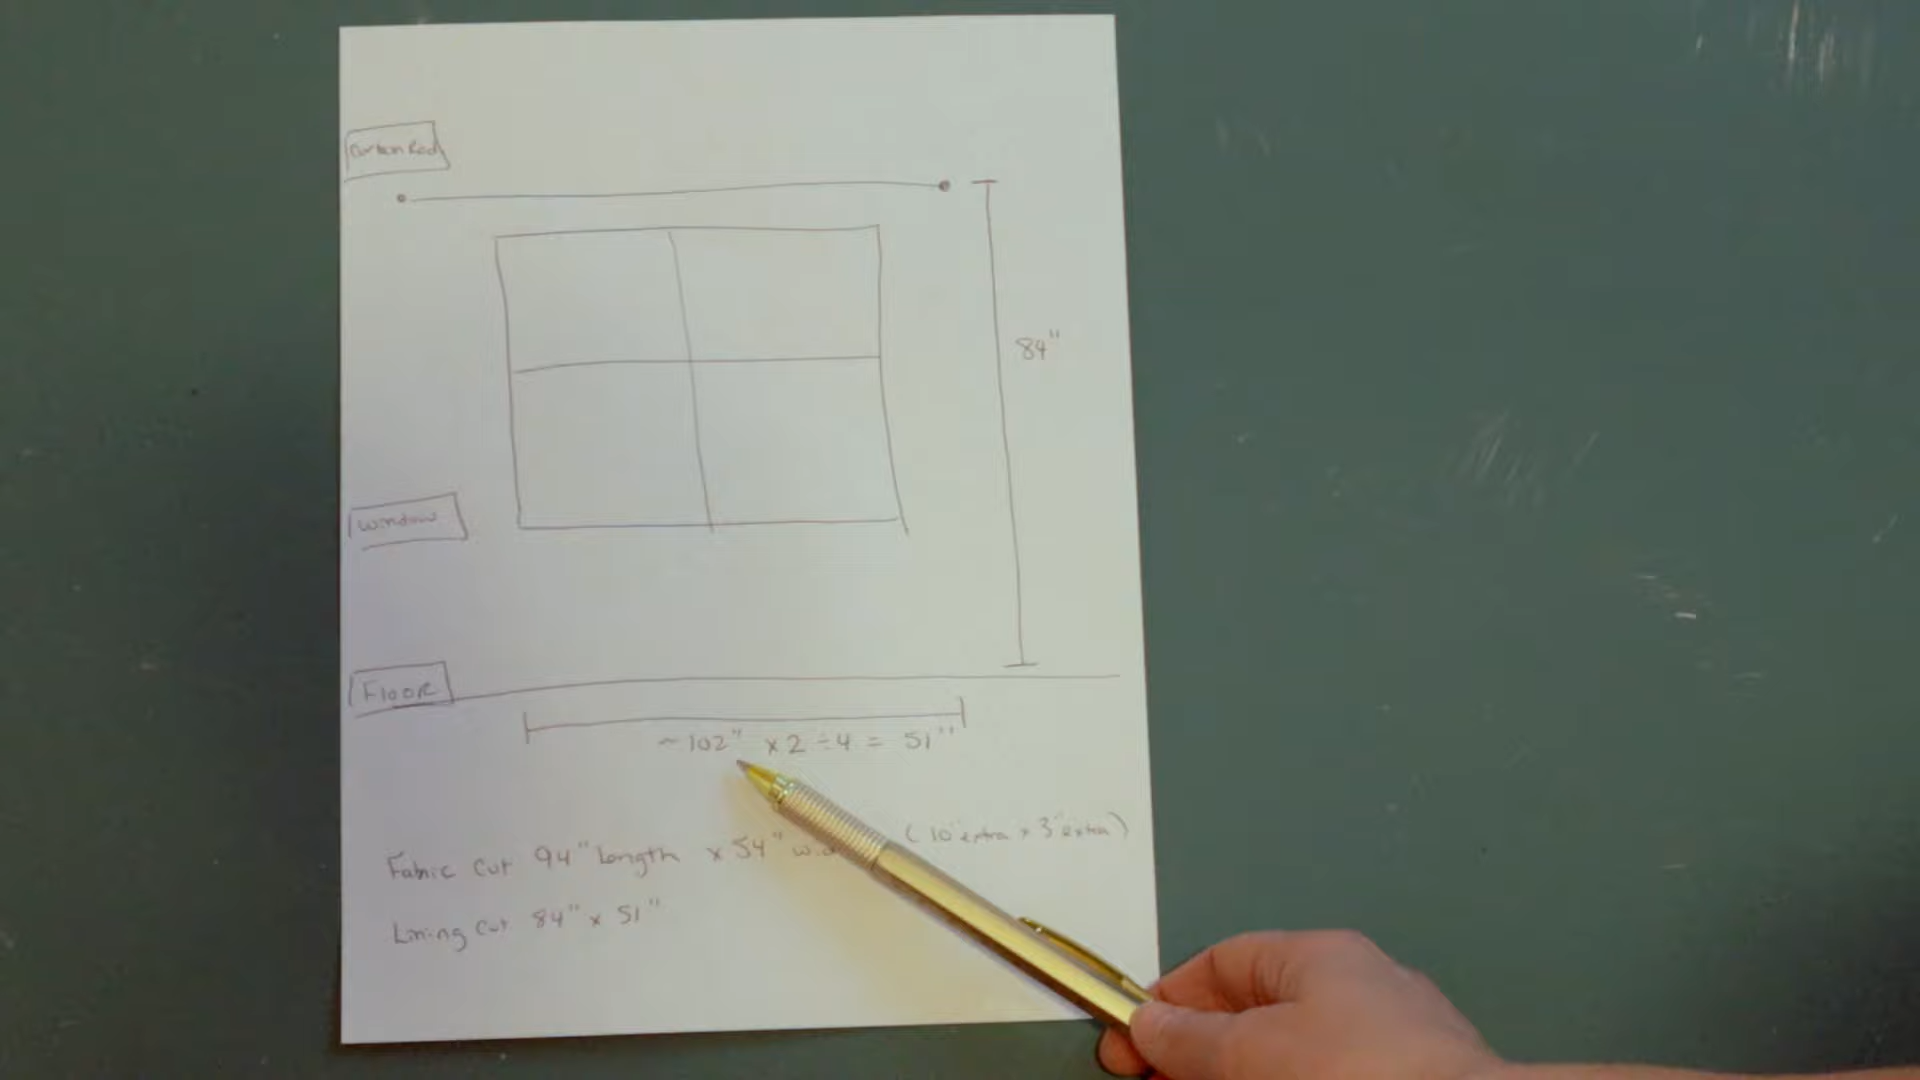 Curtain Rod
84"
Window
Floor
~102" x 2 ÷ 4 = 51"
Fabric Cut 94" Length x 54" (10" extra x 3" extra)
Lining Cut 84" x 51"